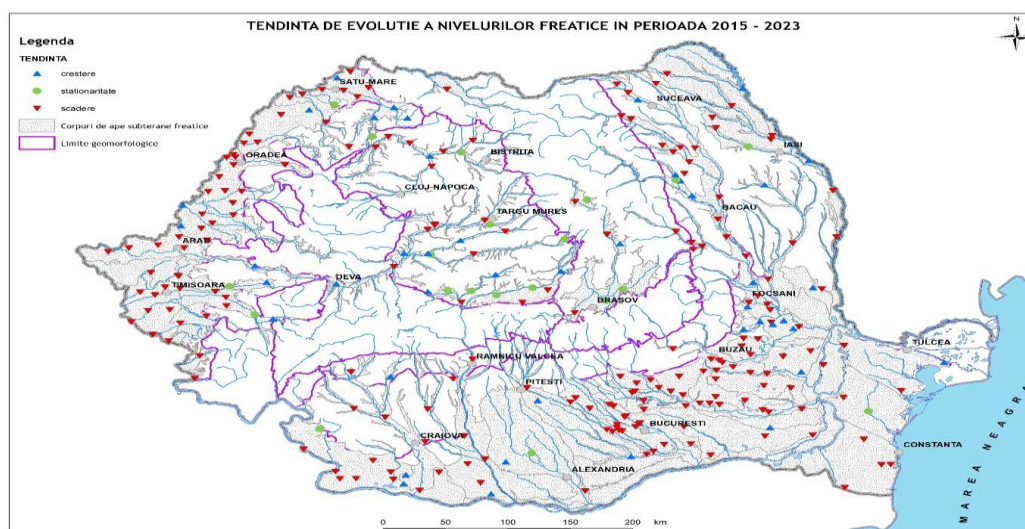 TENDINTA DE EVOLUTIE A NIVELURILOR FREATICE IN PERIOADA 2015 - 2023
N
Legenda
TENDINTA
crestere
stationaritate
scadere
Corpuri de ape subterane freatice
Limite geomorfologice
SATU-MARE
SUCEAVA
IASI
ORADEA
BISTRITA
CLUJ-NAPOCA
TARGU MURES
BACAU
ARAD
DEVA
TIMISOARA
BRASOV
FOCSANI
TULCEA
BUZAU
RAMNICU VALCEA
PITESTI
BUCURESTI
CRAIOVA
CONSTANTA
ALEXANDRIA
MAREA NEAGRA
0 50 100 150 200 km